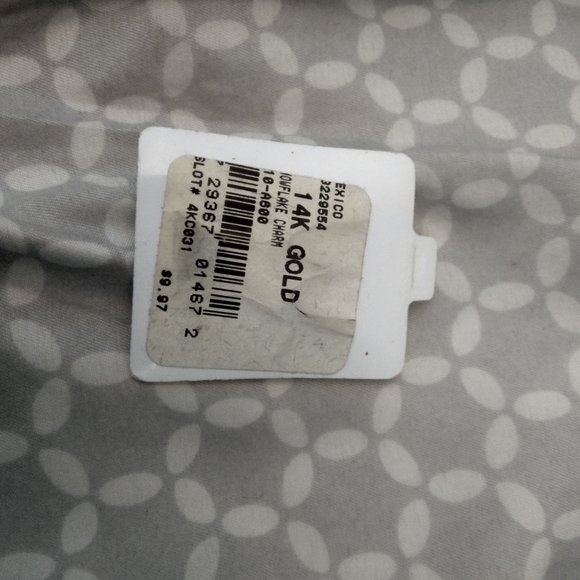 EXICO
3229554
14K GOLD
NOWFLAKE CHARM
10-A600
29367 01467 2
SLOT# 4KC031
$9.97